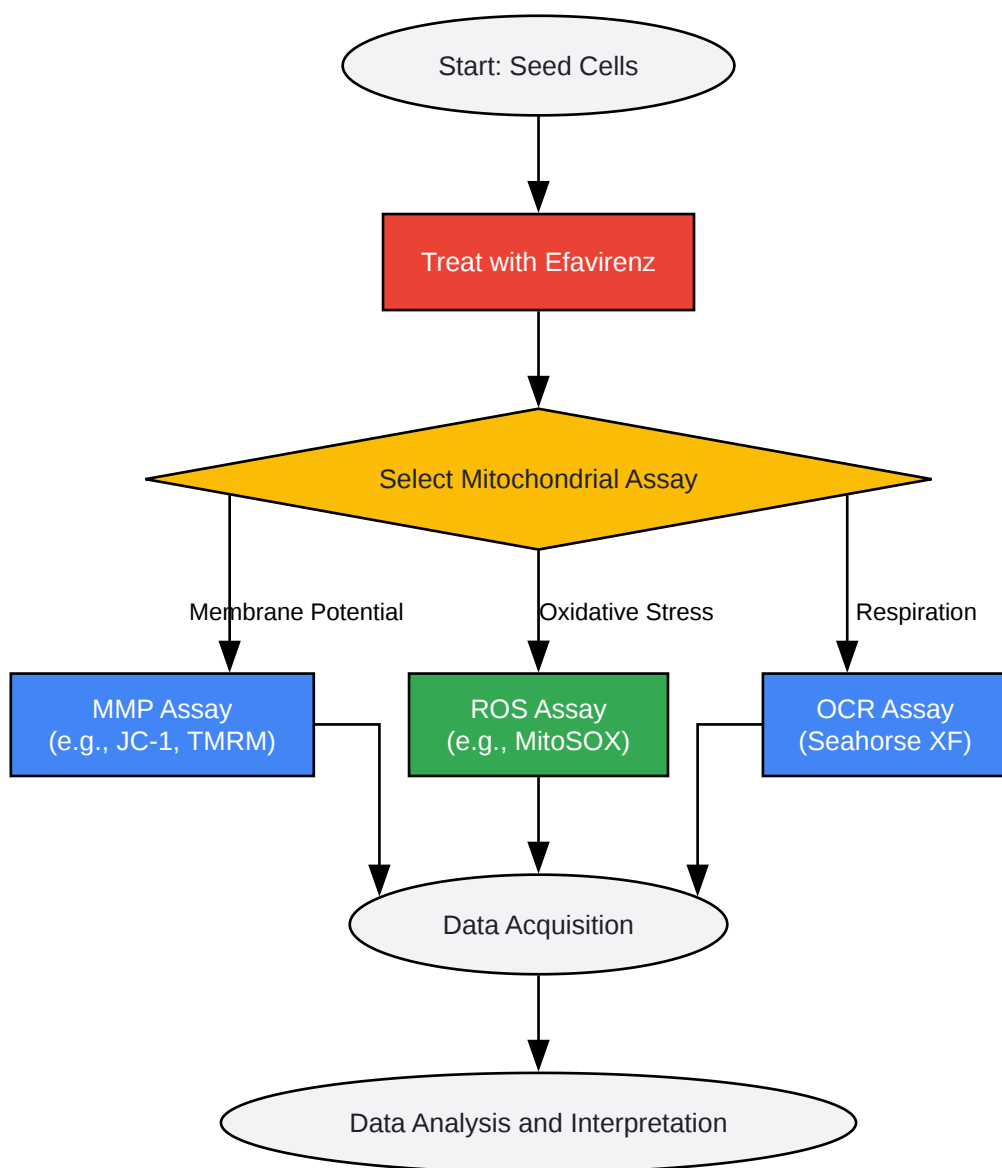 Start: Seed Cells
Treat with Efavirenz
Select Mitochondrial Assay
Membrane Potential
Oxidative Stress
Respiration
MMP Assay
(e.g., JC-1, TMRM)
ROS Assay
(e.g., MitoSOX)
OCR Assay
(Seahorse XF)
Data Acquisition
Data Analysis and Interpretation